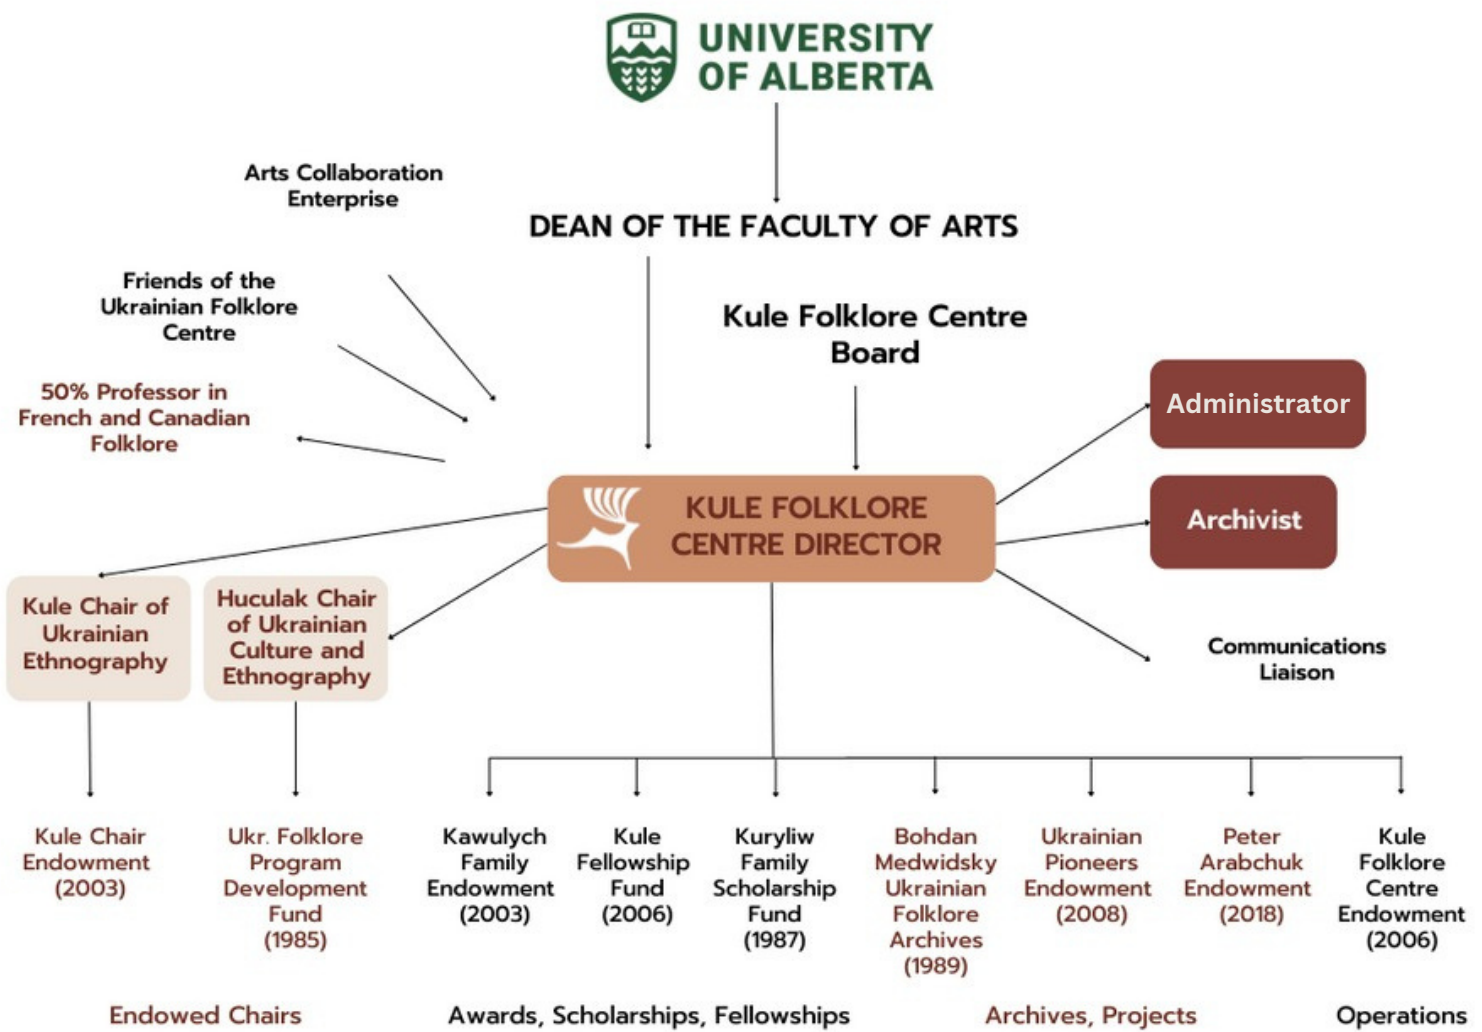 UNIVERSITY
OF ALBERTA
Arts Collaboration
Enterprise
DEAN OF THE FACULTY OF ARTS
Friends of the
Ukrainian Folklore
Centre
Kule Folklore Centre
Board
50% Professor in
French and Canadian
Folklore
Administrator
KULE FOLKLORE
CENTRE DIRECTOR
Archivist
Kule Chair of
Ukrainian
Ethnography
Huculak Chair
of Ukrainian
Culture and
Ethnography
Communications
Liaison
Kule Chair
Endowment
(2003)
Ukr. Folklore
Program
Development
Fund
(1985)
Kawulych
Family
Endowment
(2003)
Kule
Fellowship
Fund
(2006)
Kuryliw
Family
Scholarship
Fund
(1987)
Bohdan
Medwidsky
Ukrainian
Folklore
Archives
(1989)
Ukrainian
Pioneers
Endowment
(2008)
Peter
Arabchuk
Endowment
(2018)
Kule
Folklore
Centre
Endowment
(2006)
Endowed Chairs
Awards, Scholarships, Fellowships
Archives, Projects
Operations